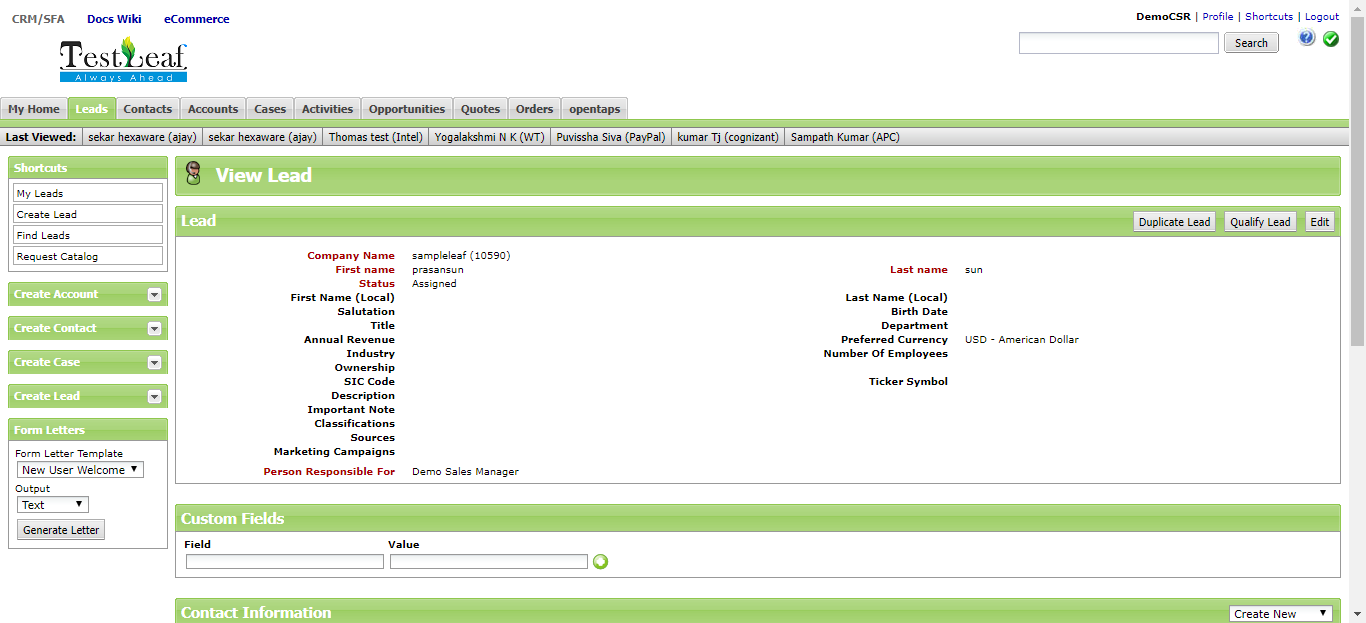 CRM/SFA Docs Wiki eCommerce
DemoCSR | Profile | Shortcuts | Logout
TestLeaf
Always Ahead
Search
My Home Leads Contacts Accounts Cases Activities Opportunities Quotes Orders opentaps
Last Viewed: sekar hexaware (ajay) sekar hexaware (ajay) Thomas test (Intel) Yogalakshmi N K (WT) Puvissha Siva (PayPal) kumar Tj (cognizant) Sampath Kumar (APC)
Shortcuts
My Leads
Create Lead
Find Leads
Request Catalog
Create Account
Create Contact
Create Case
Create Lead
Form Letters
Form Letter Template
New User Welcome
Output
Text
Generate Letter
View Lead
Lead Duplicate Lead Qualify Lead Edit
Company Name sampleleaf (10590)
First name prasansun Last name sun
Status Assigned
First Name (Local) Last Name (Local)
Salutation Birth Date
Title Department
Annual Revenue Preferred Currency USD - American Dollar
Industry Number Of Employees
Ownership
SIC Code Ticker Symbol
Description
Important Note
Classifications
Sources
Marketing Campaigns
Person Responsible For Demo Sales Manager
Custom Fields
Field Value
Contact Information Create New